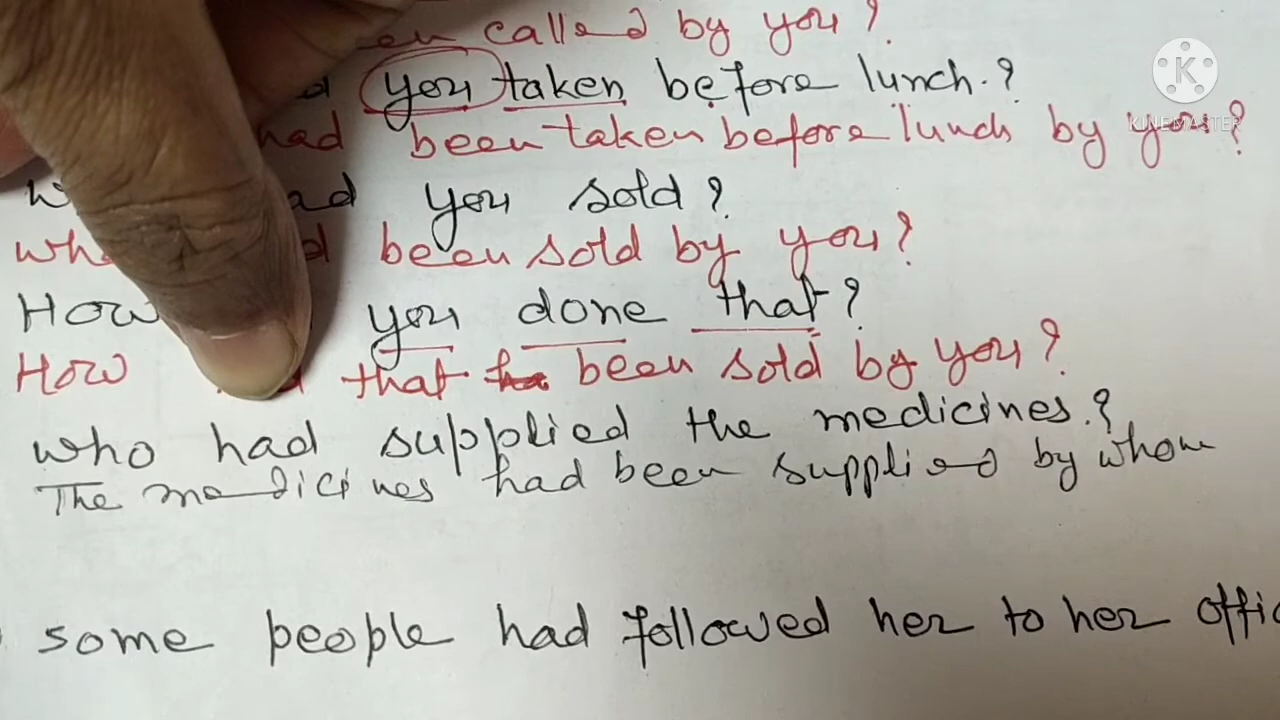 called by you?
you taken before lunch.?
had been taken before lunch by you?
you sold?
been sold by you?
How you done that?
How that been sold by you?
who had supplied the medicines.?
The medicines had been supplied by whom
some people had followed her to her offic
KINEMASTER